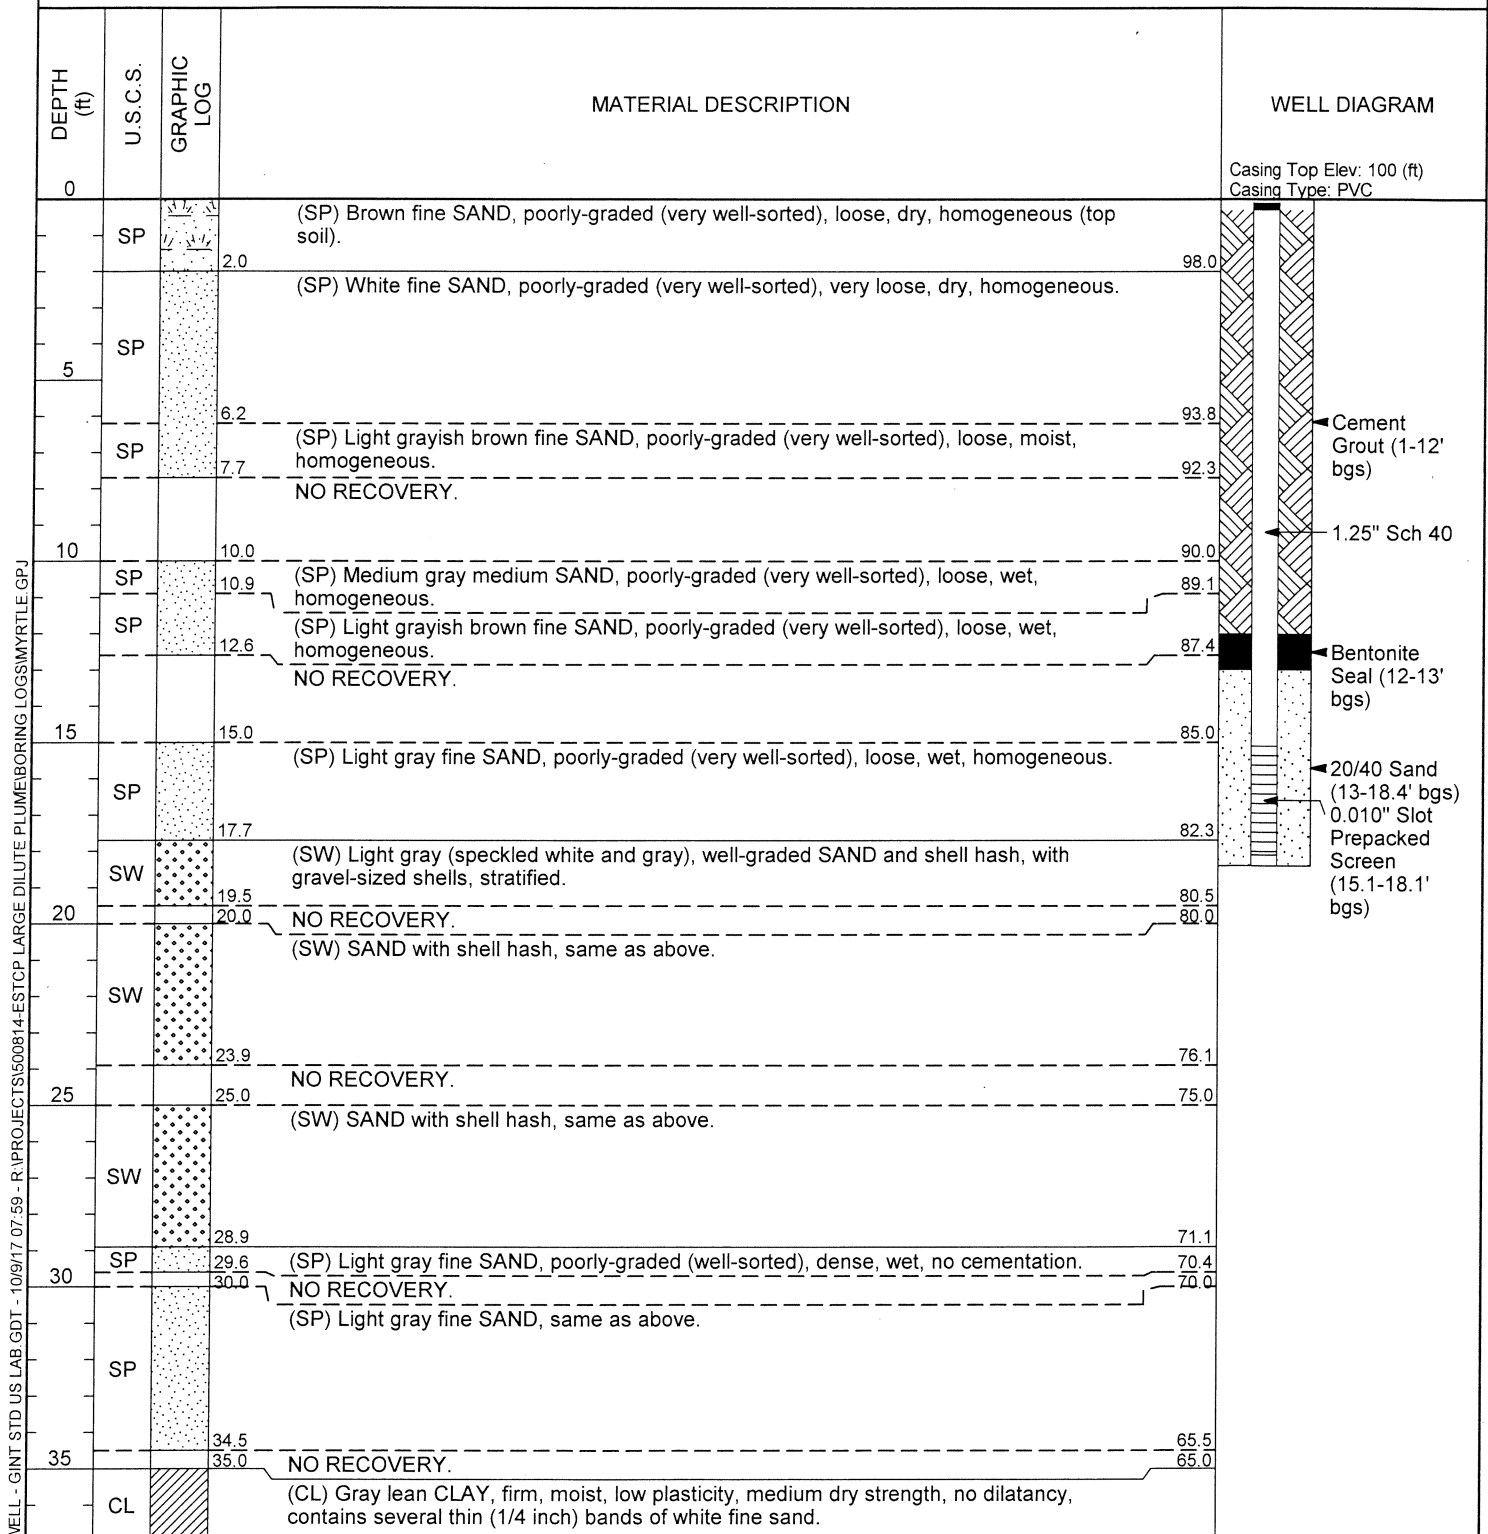 DEPTH
(ft)
U.S.C.S.
GRAPHIC
LOG
MATERIAL DESCRIPTION
WELL DIAGRAM
Casing Top Elev: 100 (ft)
Casing Type: PVC
0
SP
(SP) Brown fine SAND, poorly-graded (very well-sorted), loose, dry, homogeneous (top
soil).
2.0
98.0
(SP) White fine SAND, poorly-graded (very well-sorted), very loose, dry, homogeneous.
SP
5
6.2
93.8
SP
(SP) Light grayish brown fine SAND, poorly-graded (very well-sorted), loose, moist,
homogeneous.
7.7
92.3
Cement
Grout (1-12'
bgs)
NO RECOVERY.
1.25" Sch 40
10
10.0
90.0
SP
(SP) Medium gray medium SAND, poorly-graded (very well-sorted), loose, wet,
homogeneous.
10.9
89.1
SP
(SP) Light grayish brown fine SAND, poorly-graded (very well-sorted), loose, wet,
homogeneous.
12.6
87.4
Bentonite
Seal (12-13'
bgs)
NO RECOVERY.
15
15.0
85.0
(SP) Light gray fine SAND, poorly-graded (very well-sorted), loose, wet, homogeneous.
SP
20/40 Sand
(13-18.4' bgs)
0.010" Slot
Prepacked
Screen
(15.1-18.1'
bgs)
17.7
82.3
SW
(SW) Light gray (speckled white and gray), well-graded SAND and shell hash, with
gravel-sized shells, stratified.
19.5
80.5
NO RECOVERY.
20
20.0
80.0
(SW) SAND with shell hash, same as above.
SW
23.9
76.1
NO RECOVERY.
25
25.0
75.0
(SW) SAND with shell hash, same as above.
SW
28.9
71.1
SP
(SP) Light gray fine SAND, poorly-graded (well-sorted), dense, wet, no cementation.
29.6
70.4
NO RECOVERY.
30
30.0
70.0
(SP) Light gray fine SAND, same as above.
SP
34.5
65.5
NO RECOVERY.
35
35.0
65.0
CL
(CL) Gray lean CLAY, firm, moist, low plasticity, medium dry strength, no dilatancy,
contains several thin (1/4 inch) bands of white fine sand.
WELL - GINT STD US LAB.GDT - 10/9/17 07:59 - R:\PROJECTS\500814-ESTCP LARGE DILUTE PLUME\BORING LOGS\MYRTLE.GPJ